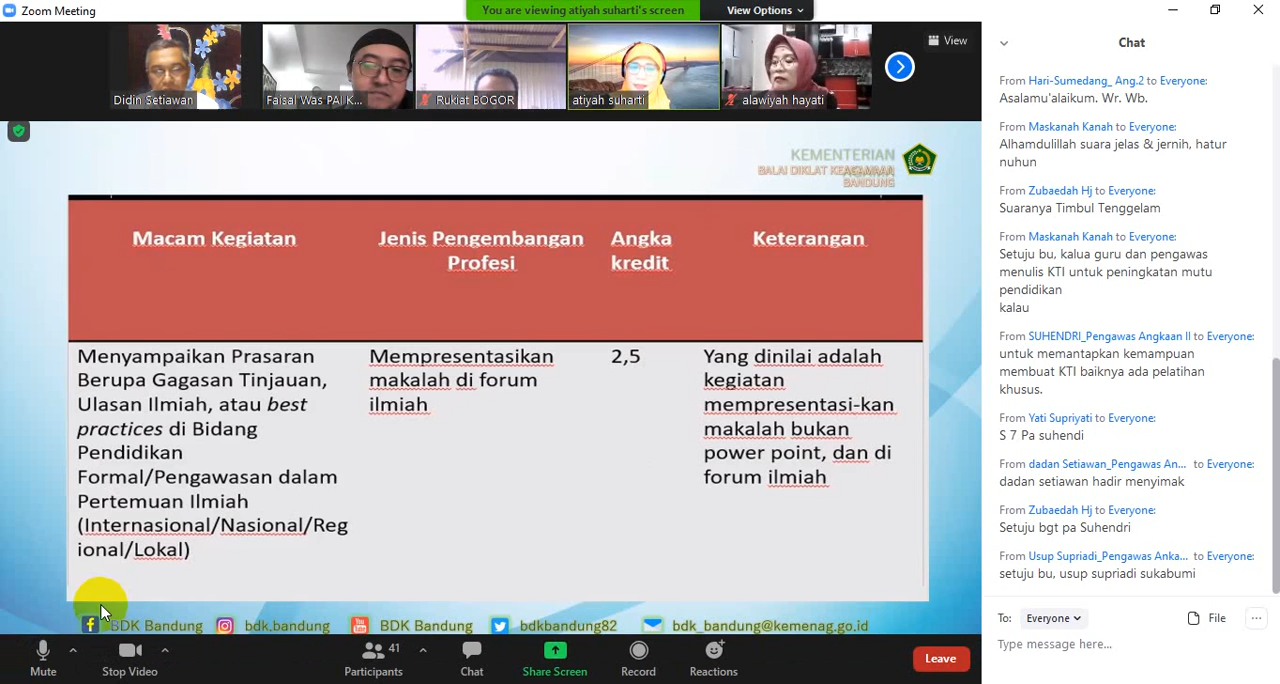 Zoom Meeting
You are viewing atiyah suharti's screen
View Options
Didin Setiawan
Faisal Was PAI K...
Rukiat BOGOR
atiyah suharti
alawiyah hayati
View
KEMENTERIAN
BALAI DIKLAT KEAGAMAAN
BANDUNG
Macam Kegiatan
Jenis Pengembangan
Profesi
Angka
kredit
Keterangan
Menyampaikan Prasaran
Berupa Gagasan Tinjauan,
Ulasan Ilmiah, atau best
practices di Bidang
Pendidikan
Formal/Pengawasan dalam
Pertemuan Ilmiah
(Internasional/Nasional/Reg
ional/Lokal)
Mempresentasikan
makalah di forum
ilmiah
2,5
Yang dinilai adalah
kegiatan
mempresentasi-kan
makalah bukan
power point, dan di
forum ilmiah
BDK Bandung
bdk.bandung
BDK Bandung
bdkbandung82
bdk_bandung@kemenag.go.id
Mute
Stop Video
41
Participants
Chat
Share Screen
Record
Reactions
Leave
Chat
From Hari-Sumedang_ Ang.2 to Everyone:
Asalamu'alaikum. Wr. Wb.
From Maskanah Kanah to Everyone:
Alhamdulillah suara jelas & jernih, hatur
nuhun
From Zubaedah Hj to Everyone:
Suaranya Timbul Tenggelam
From Maskanah Kanah to Everyone:
Setuju bu, kalua guru dan pengawas
menulis KTI untuk peningkatan mutu
pendidikan
kalau
From SUHENDRI_Pengawas Angkaan II to Everyone:
untuk memantapkan kemampuan
membuat KTI baiknya ada pelatihan
khusus.
From Yati Supriyati to Everyone:
S 7 Pa suhendi
From dadan Setiawan_Pengawas An... to Everyone:
dadan setiawan hadir menyimak
From Zubaedah Hj to Everyone:
Setuju bgt pa Suhendri
From Usup Supriadi_Pengawas Anka... to Everyone:
setuju bu, usup supriadi sukabumi
To: Everyone
File
Type message here...